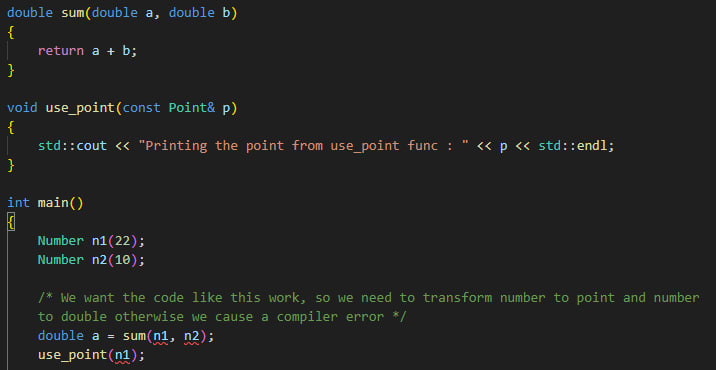 double sum(double a, double b)
{
    return a + b;
}
void use_point(const Point& p)
{
    std::cout << "Printing the point from use_point func : " << p << std::endl;
}
int main()
{
    Number n1(22);
    Number n2(10);
    /* We want the code like this work, so we need to transform number to point and number
    to double otherwise we cause a compiler error */
    double a = sum(n1, n2);
    use_point(n1);